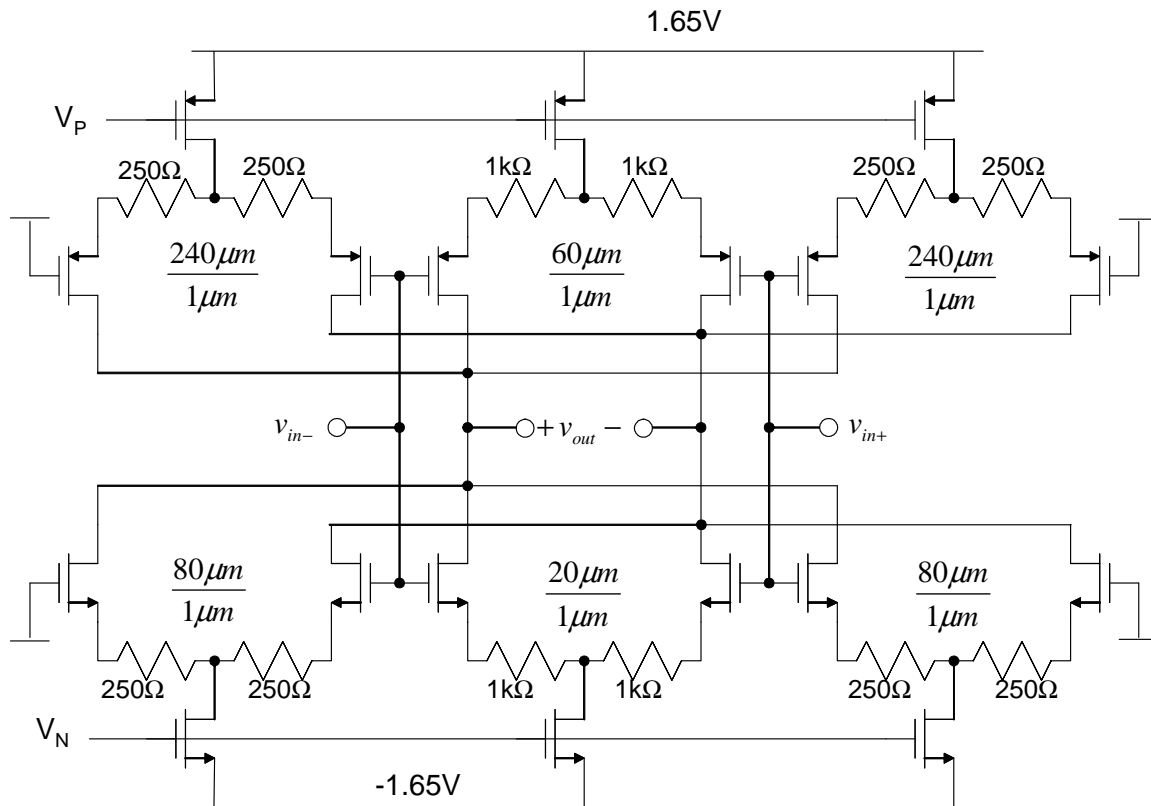 1.65V
V_P
250Ω 250Ω 1kΩ 1kΩ 250Ω 250Ω
240μm/1μm 60μm/1μm 240μm/1μm
v_in− + v_out − v_in+
80μm/1μm 20μm/1μm 80μm/1μm
250Ω 250Ω 1kΩ 1kΩ 250Ω 250Ω
V_N
-1.65V